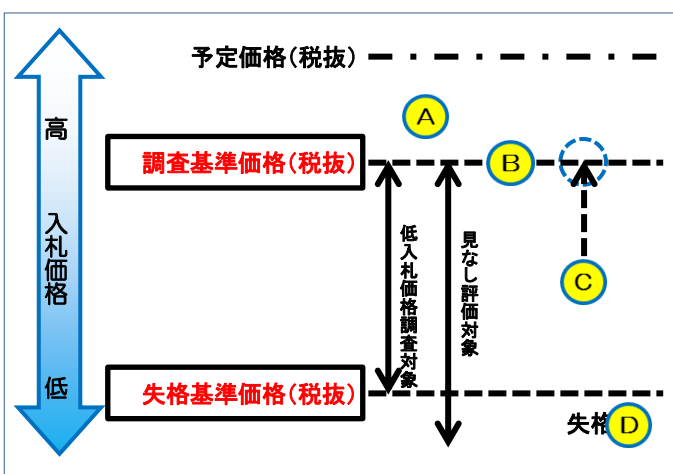 予定価格(税抜)
高
A
調査基準価格(税抜)
B
入札価格
低入札価格調査対象
見なし評価対象
C
低
失格基準価格(税抜)
失格
D